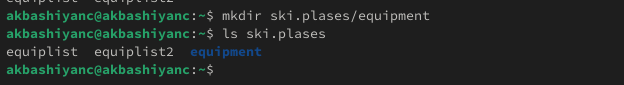 akbashiyanc@akbashiyanc:~$ mkdir ski.plases/equipment
akbashiyanc@akbashiyanc:~$ ls ski.plases
equiplist  equiplist2  equipment
akbashiyanc@akbashiyanc:~$